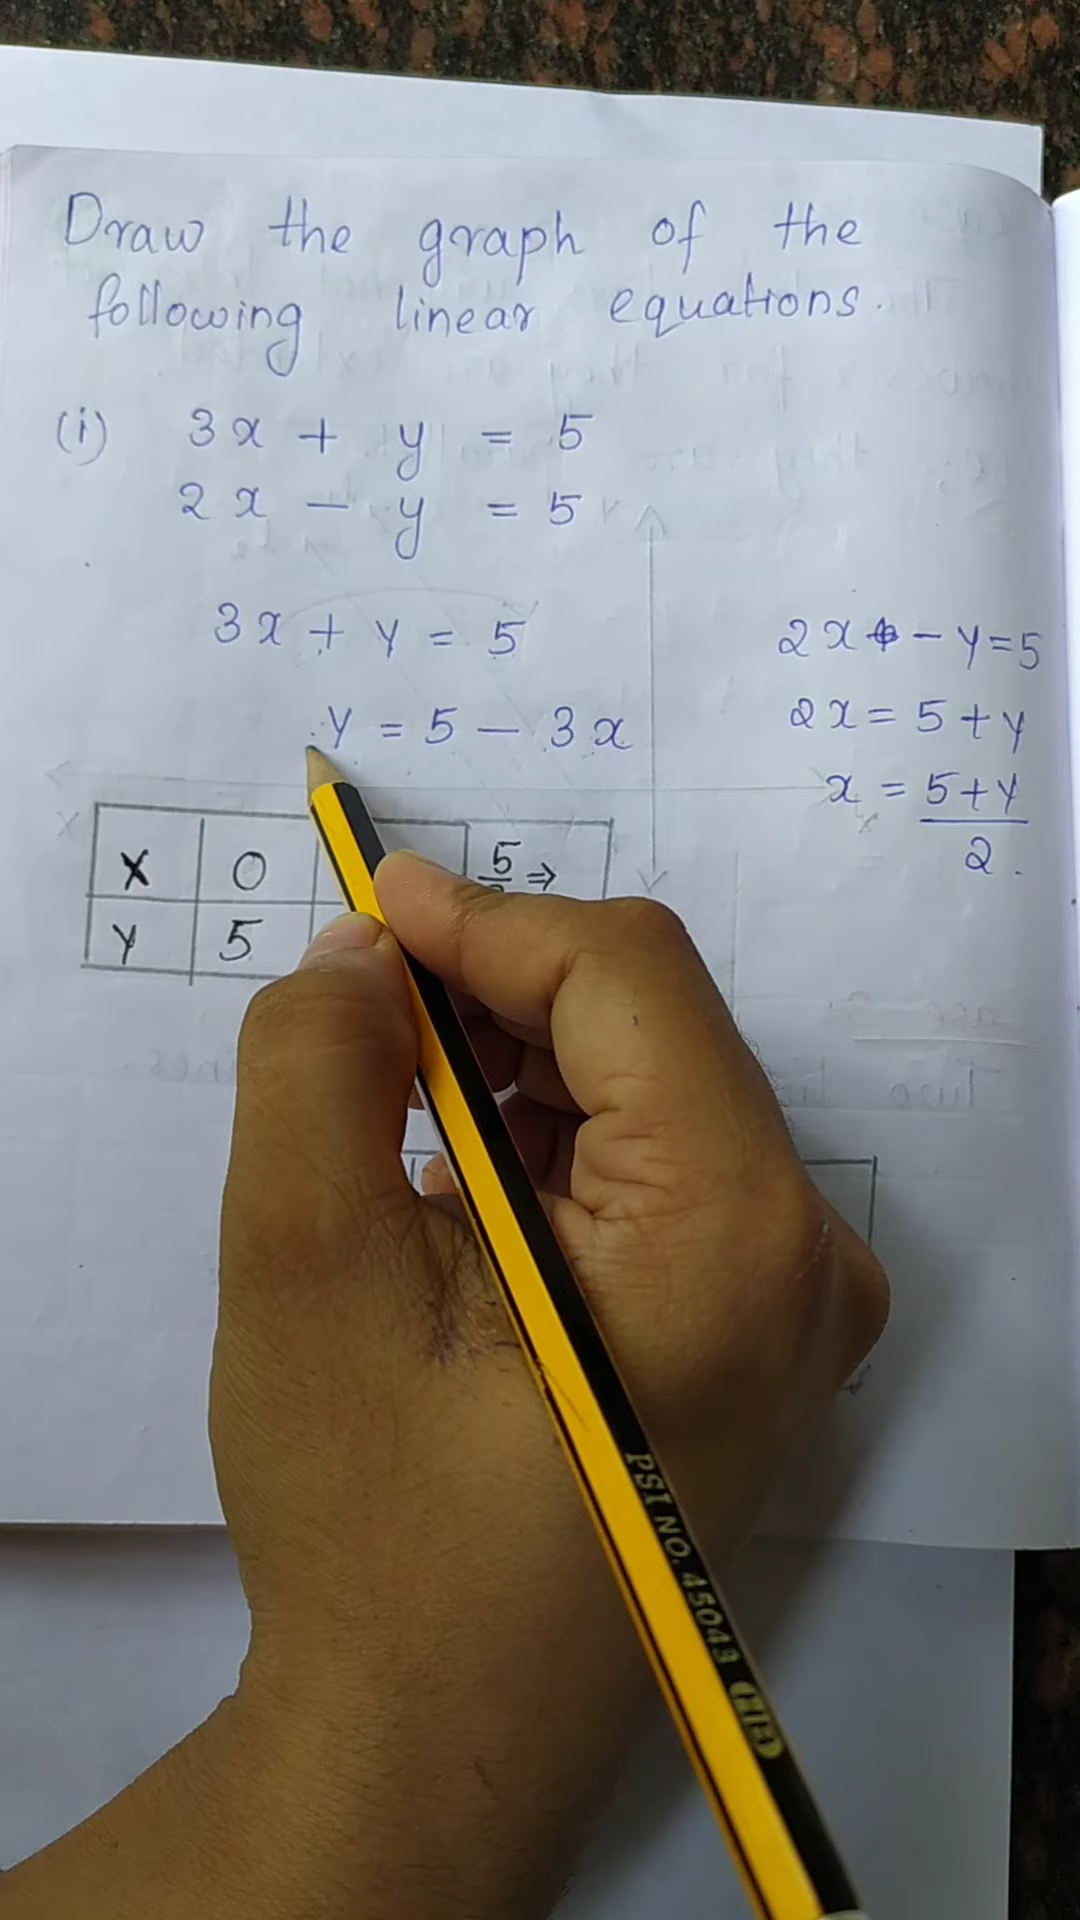 Draw the graph of the
following linear equations.
(i) 3x + y = 5
2x - y = 5
3x + y = 5
y = 5 - 3x
2x - y = 5
2x = 5 + y
x = 5 + y
2.
X 0 5 ⇒
Y 5
X
x
PSI NO. 45043